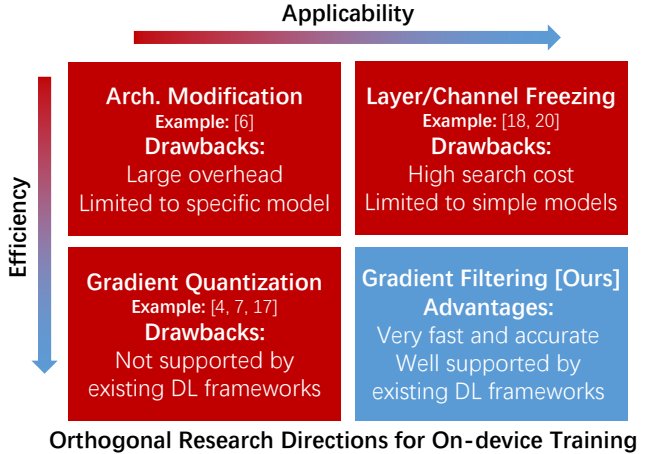 Applicability
Efficiency
Arch. Modification
Example: [6]
Drawbacks:
Large overhead
Limited to specific model
Layer/Channel Freezing
Example: [18, 20]
Drawbacks:
High search cost
Limited to simple models
Gradient Quantization
Example: [4, 7, 17]
Drawbacks:
Not supported by
existing DL frameworks
Gradient Filtering [Ours]
Advantages:
Very fast and accurate
Well supported by
existing DL frameworks
Orthogonal Research Directions for On-device Training